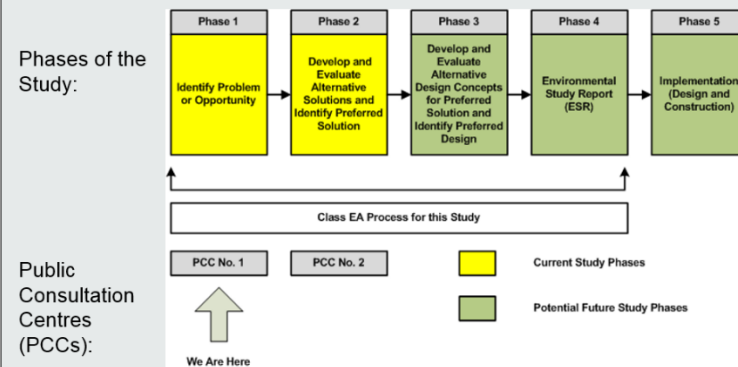 Phase 1
Phase 2
Phase 3
Phase 4
Phase 5
Phases of the
Study:
Identify Problem
or Opportunity
Develop and
Evaluate
Alternative
Solutions and
Identify Preferred
Solution
Develop and
Evaluate
Alternative
Design Concepts
for Preferred
Solution and
Identify Preferred
Design
Environmental
Study Report
(ESR)
Implementation
(Design and
Construction)
Class EA Process for this Study
Public
Consultation
Centres
(PCCs):
PCC No. 1
PCC No. 2
We Are Here
Current Study Phases
Potential Future Study Phases